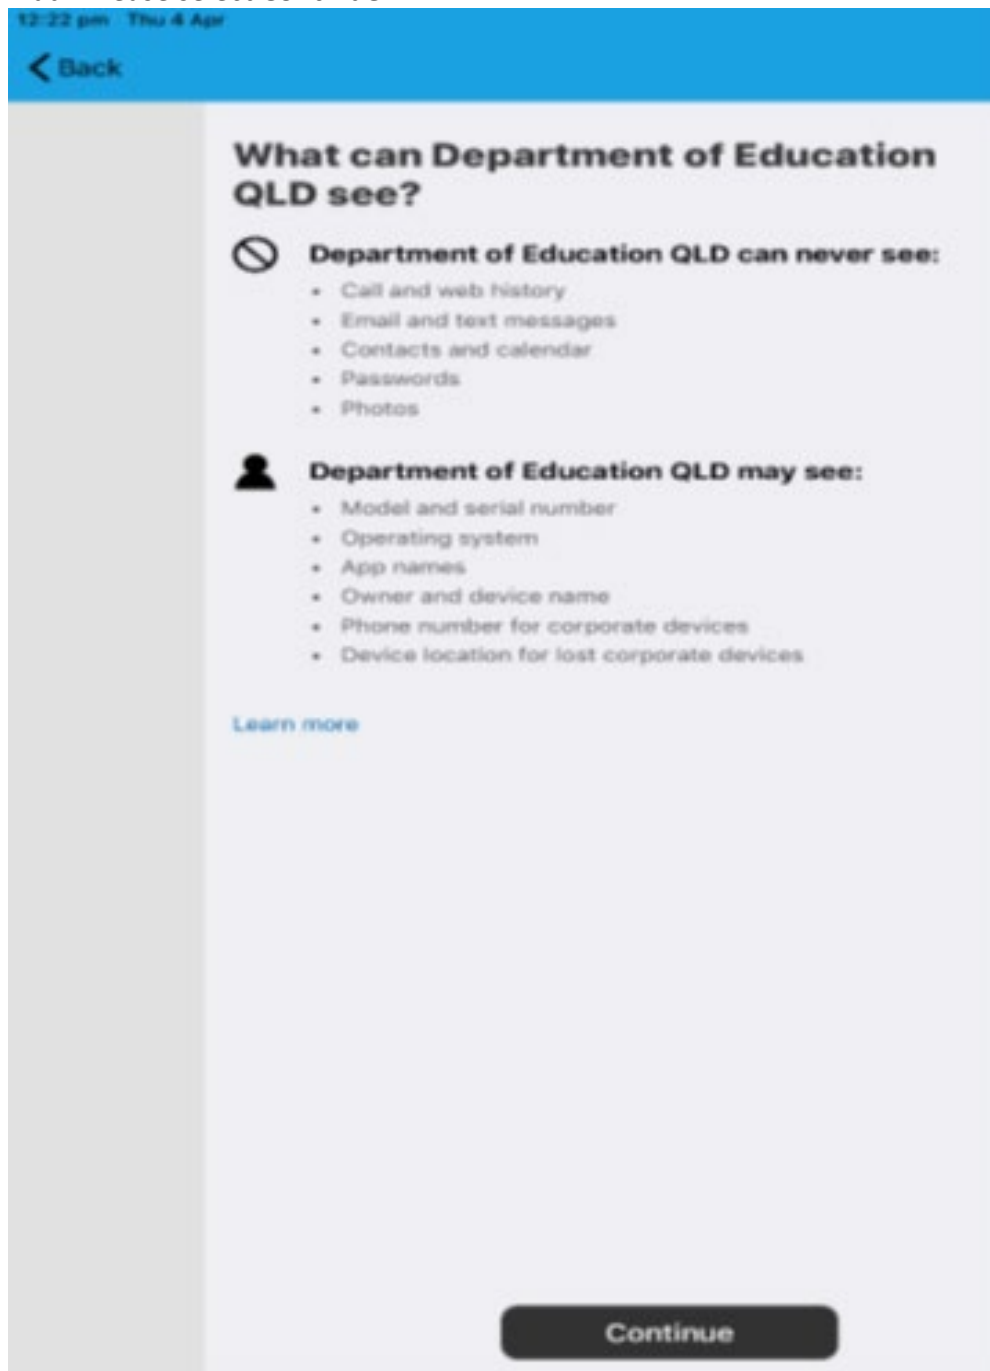 12:22 pm Thu 4 Apr
Back
What can Department of Education
QLD see?
Department of Education QLD can never see:
• Call and web history
• Email and text messages
• Contacts and calendar
• Passwords
• Photos
Department of Education QLD may see:
• Model and serial number
• Operating system
• App names
• Owner and device name
• Phone number for corporate devices
• Device location for lost corporate devices
Learn more
Continue